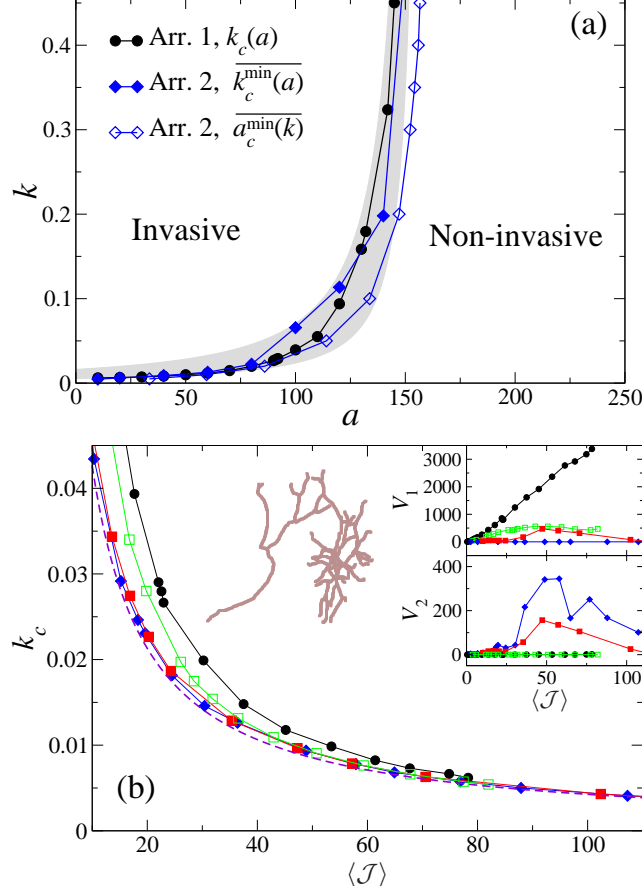 (a)
Arr. 1, k_c(a)
Arr. 2, \overline{k_c^{min}(a)}
Arr. 2, \overline{a_c^{min}(k)}
Invasive
Non-invasive
k
0.4
0.3
0.2
0.1
0
0 50 100 150 200 250
a
(b)
k_c
0.04
0.03
0.02
0.01
0
20 40 60 80 100
⟨𝒥⟩
V_1
3000
2000
1000
500
0
V_2
400
200
0
0 50 100
⟨𝒥⟩